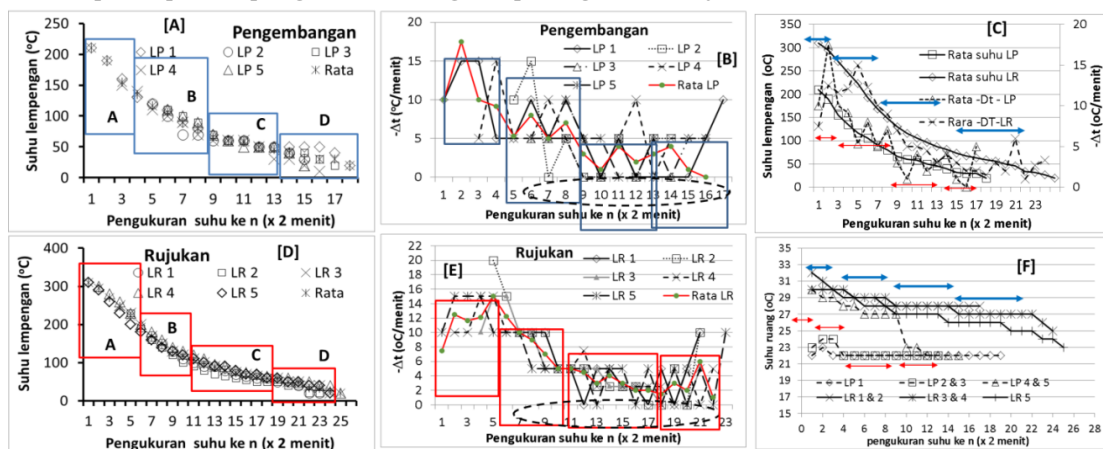 Pengembangan
[A]
LP 1 LP 2 LP 3
LP 4 LP 5 Rata
A B C D
Suhu lempengan (°C)
250
200
150
100
50
0
1 3 5 7 9 11 13 15 17
Pengukuran suhu ke n (x 2 menit)
Pengembangan
[B]
LP 1 LP 2
LP 3 LP 4
LP 5 Rata LP
-Δt (°C/menit)
20
15
10
5
0
1 2 3 4 5 6 7 8 9 10 11 12 13 14 15 16 17
Pengukuran suhu ke n (x 2 menit)
[C]
Rata suhu LP
Rata suhu LR
Rata -Dt - LP
Rara -DT-LR
Suhu lempengan (oC)
350
300
250
200
150
100
50
0
-Δt (°C/menit)
20
15
10
5
0
1 3 5 7 9 11 13 15 17 19 21 23
Pengukuran suhu ke n (x 2 menit)
Rujukan
[D]
LR 1 LR 2 LR 3
LR 4 LR 5 Rata
A B C D
Suhu lempengan (°C)
400
300
200
100
0
1 3 5 7 9 11 13 15 17 19 21 23 25
Pengukuran suhu ke n (x 2 menit)
Rujukan
[E]
LR 1 LR 2
LR 3 LR 4
LR 5 Rata LR
-Δt (oC/menit)
22
20
18
16
14
12
10
8
6
4
2
0
1 3 5 7 9 11 13 15 17 19 21 23
Pengukuran suhu ke n (x 2 menit)
[F]
Suhu ruang (oC)
35
33
31
29
27
25
23
21
19
17
15
LP 1 LP 2 & 3 LP 4 & 5
LR 1 & 2 LR 3 & 4 LR 5
0 2 4 6 8 10 12 14 16 18 20 22 24 26 28
pengukuran suhu ke n (x 2 menit)